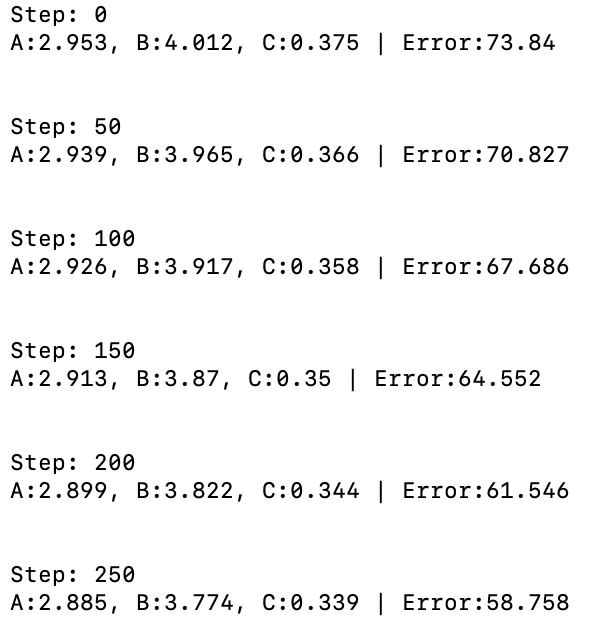 Step: 0
A:2.953, B:4.012, C:0.375 | Error:73.84
Step: 50
A:2.939, B:3.965, C:0.366 | Error:70.827
Step: 100
A:2.926, B:3.917, C:0.358 | Error:67.686
Step: 150
A:2.913, B:3.87, C:0.35 | Error:64.552
Step: 200
A:2.899, B:3.822, C:0.344 | Error:61.546
Step: 250
A:2.885, B:3.774, C:0.339 | Error:58.758